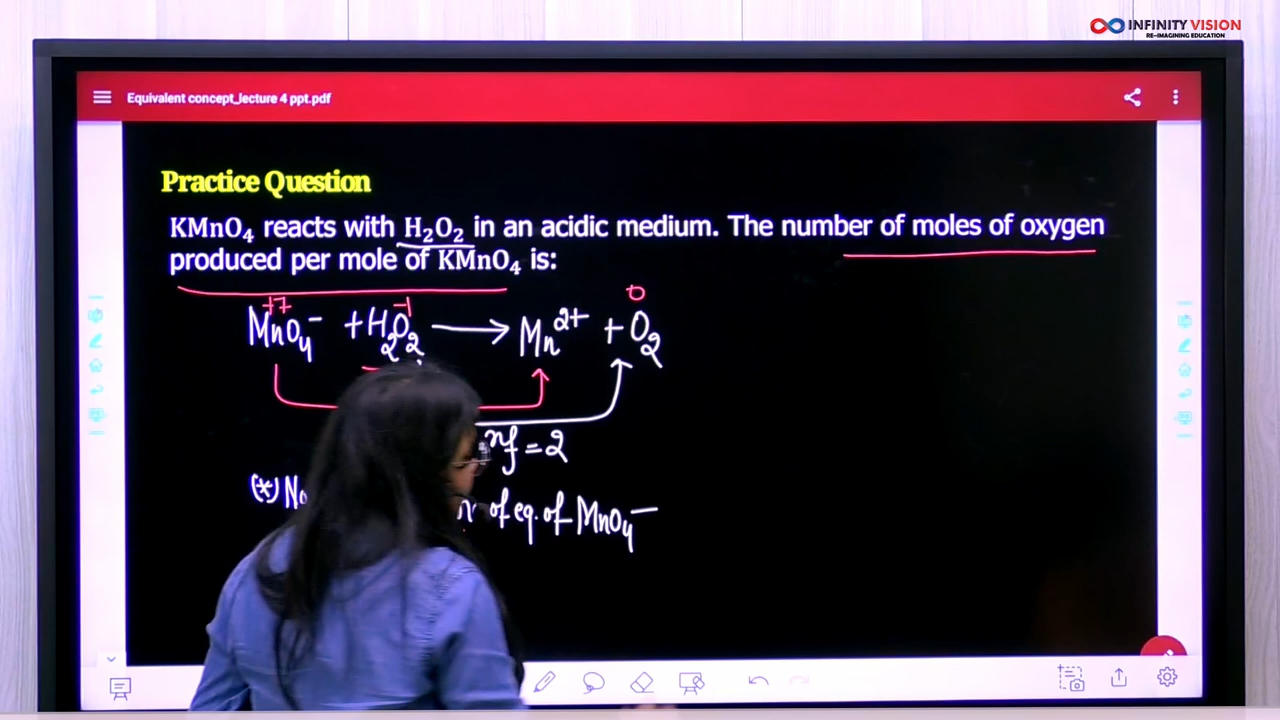 INFINITY VISION
RE-IMAGINING EDUCATION
Equivalent concept_lecture 4 ppt.pdf
Practice Question
KMnO₄ reacts with H₂O₂ in an acidic medium. The number of moles of oxygen
produced per mole of KMnO₄ is:
+7 -1 0
MnO₄⁻ + H₂O₂ ⟶ Mn²⁺ + O₂
nf = 2
(*) No of eq. of MnO₄⁻